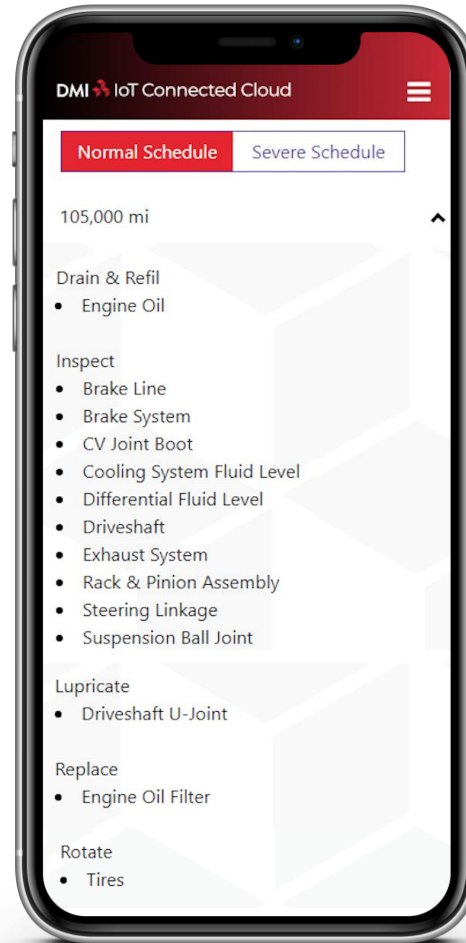 DMI IoT Connected Cloud
Normal Schedule Severe Schedule
105,000 mi
Drain & Refil
• Engine Oil
Inspect
• Brake Line
• Brake System
• CV Joint Boot
• Cooling System Fluid Level
• Differential Fluid Level
• Driveshaft
• Exhaust System
• Rack & Pinion Assembly
• Steering Linkage
• Suspension Ball Joint
Lupricate
• Driveshaft U-Joint
Replace
• Engine Oil Filter
Rotate
• Tires